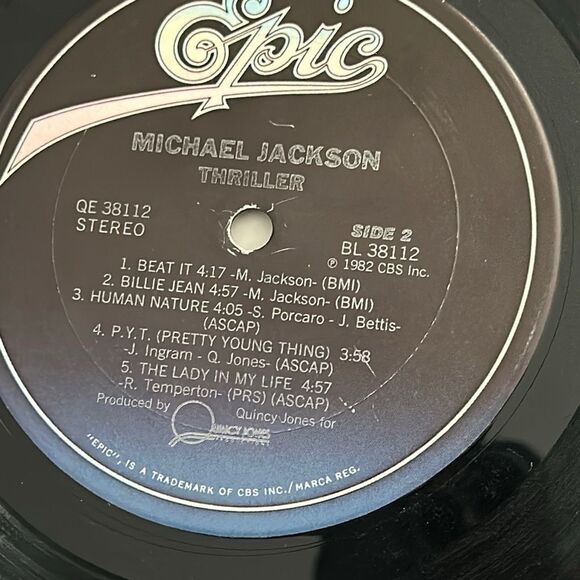 Epic
MICHAEL JACKSON
THRILLER
QE 38112
STEREO
SIDE 2
BL 38112
℗ 1982 CBS Inc.
1. BEAT IT 4:17 -M. Jackson- (BMI)
2. BILLIE JEAN 4:57 -M. Jackson- (BMI)
3. HUMAN NATURE 4:05 -S. Porcaro - J. Bettis-
(ASCAP)
4. P.Y.T. (PRETTY YOUNG THING) 3:58
-J. Ingram - Q. Jones- (ASCAP)
5. THE LADY IN MY LIFE 4:57
-R. Temperton- (PRS) (ASCAP)
Produced by Quincy Jones for
QUINCY JONES
"EPIC", IS A TRADEMARK OF CBS INC./MARCA REG.